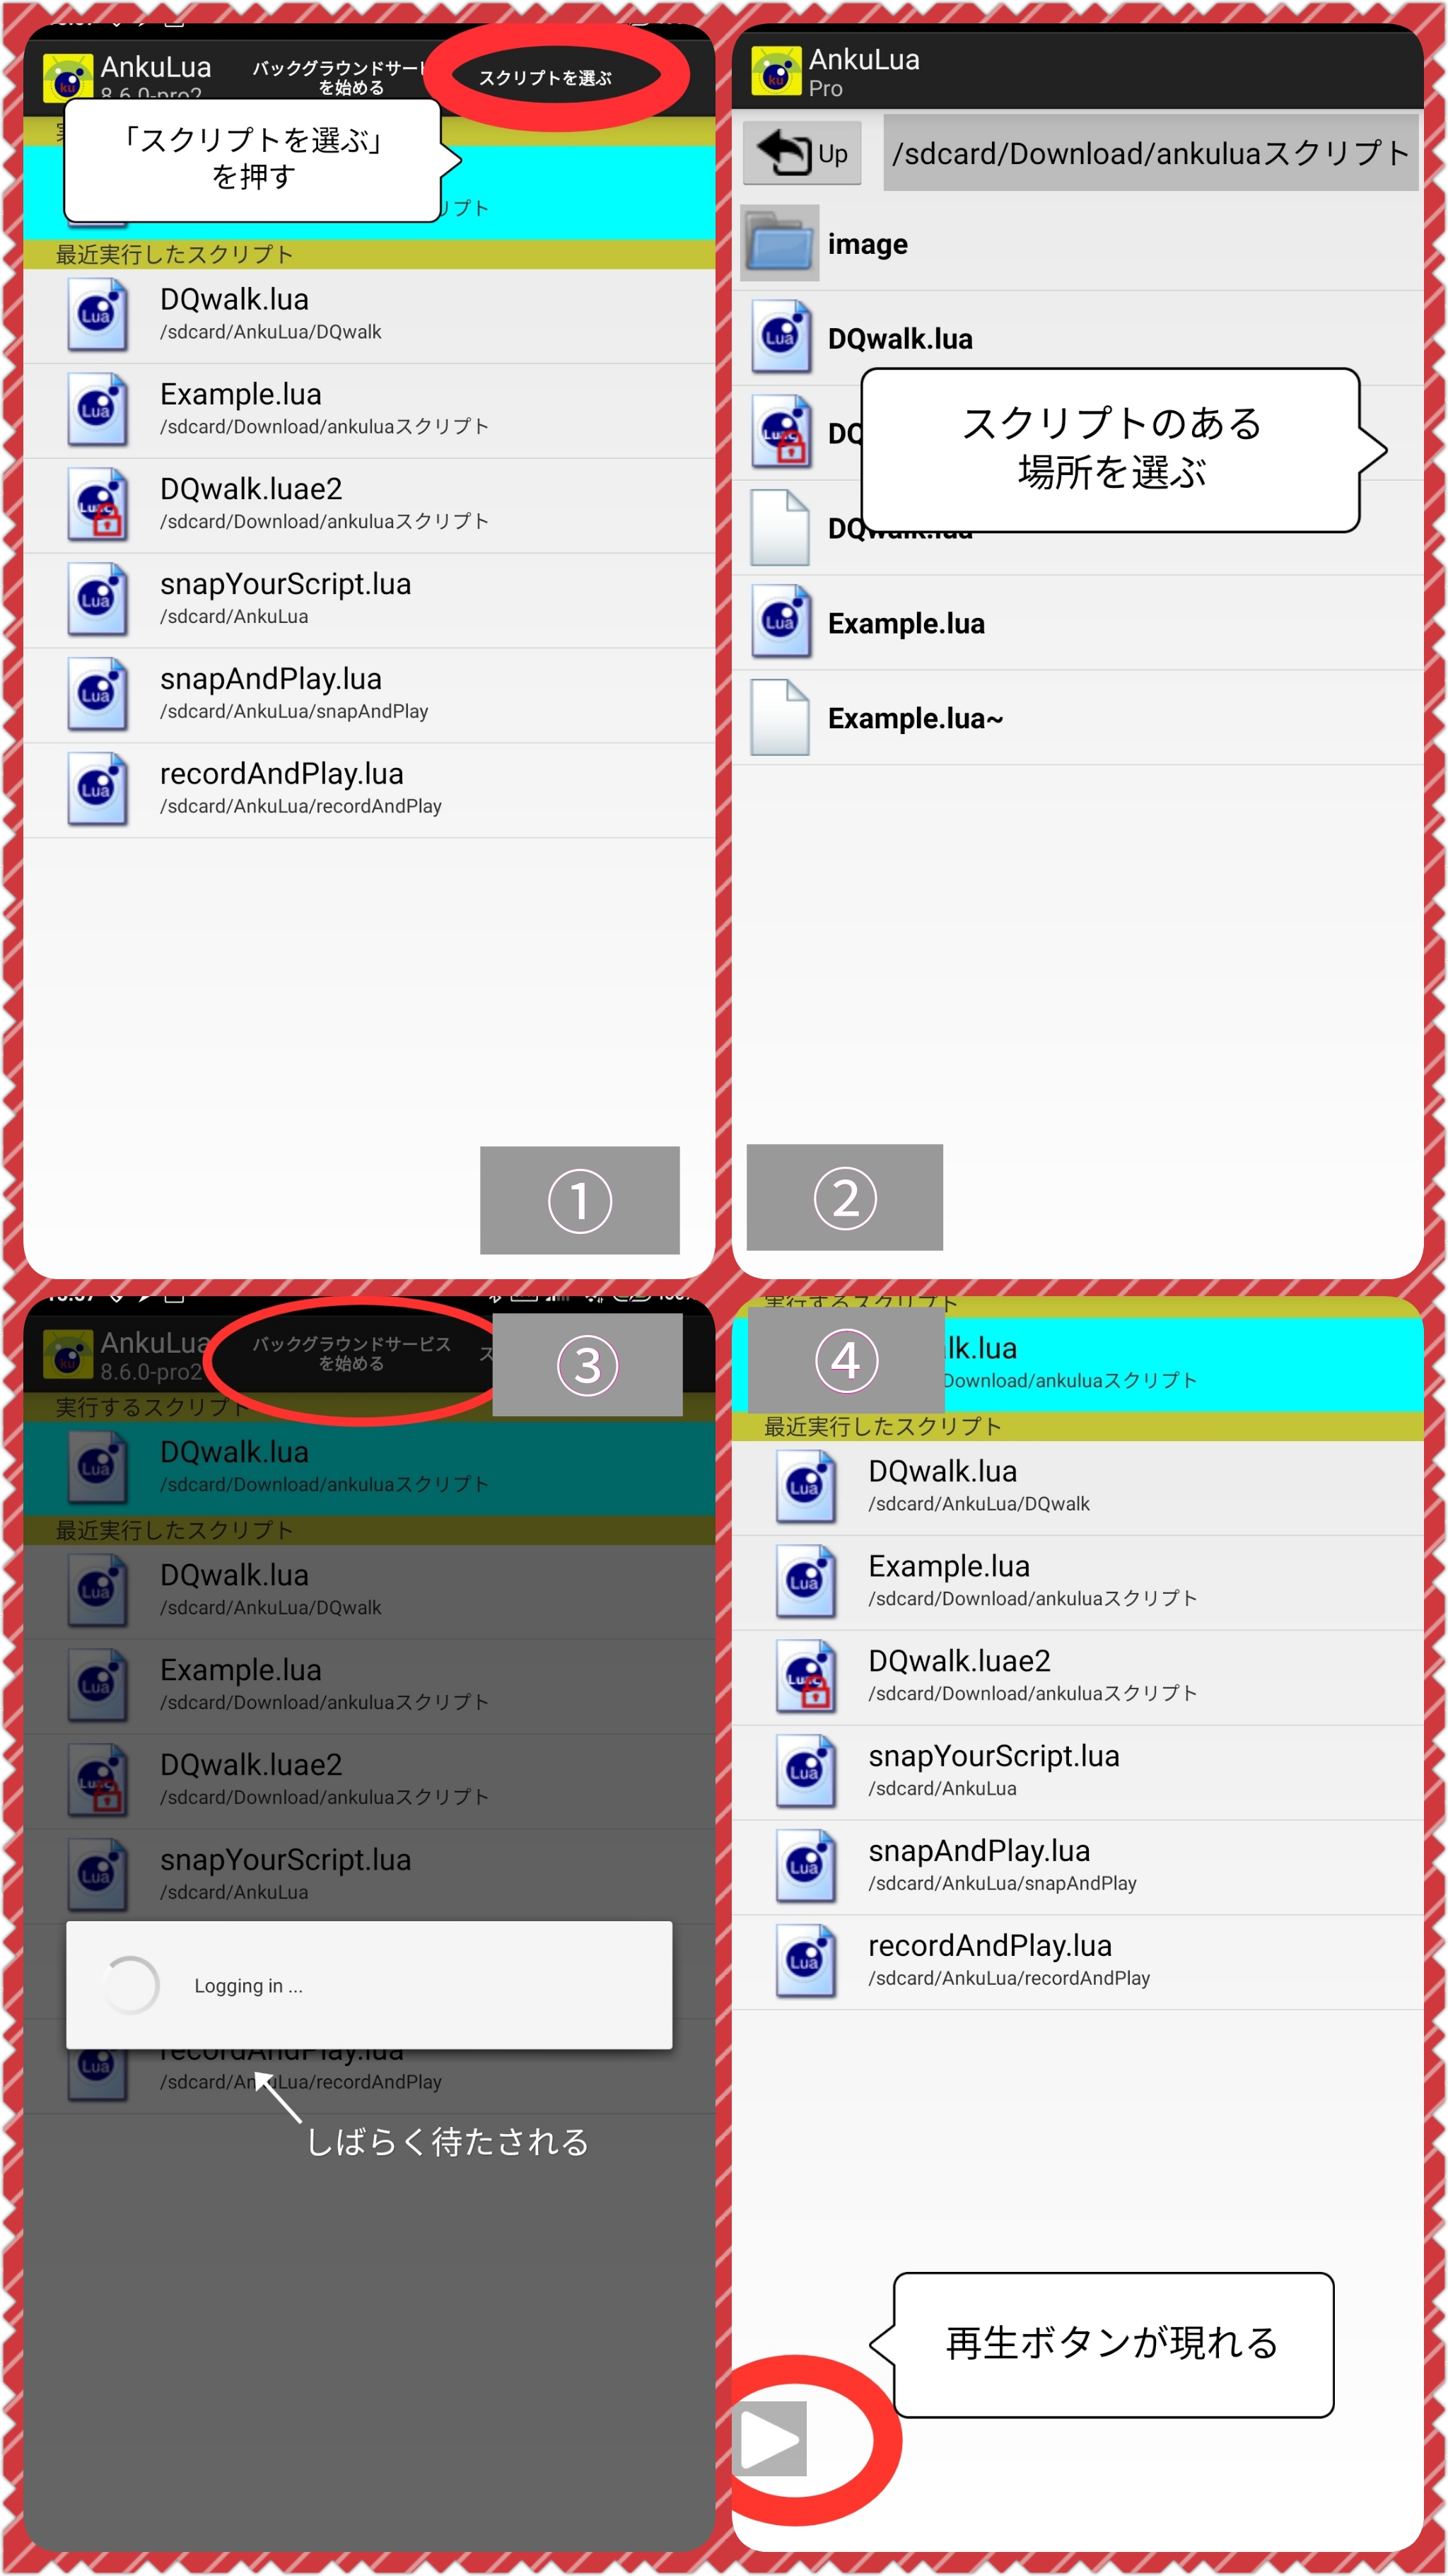 AnkuLua
8.6.0-pro2
バックグラウンドサービ
を始める
スクリプトを選ぶ
「スクリプトを選ぶ」
を押す
最近実行したスクリプト
DQwalk.lua
/sdcard/AnkuLua/DQwalk
Example.lua
/sdcard/Download/ankuluaスクリプト
DQwalk.luae2
/sdcard/Download/ankuluaスクリプト
snapYourScript.lua
/sdcard/AnkuLua
snapAndPlay.lua
/sdcard/AnkuLua/snapAndPlay
recordAndPlay.lua
/sdcard/AnkuLua/recordAndPlay
①
AnkuLua
Pro
Up
/sdcard/Download/ankuluaスクリプト
image
DQwalk.lua
DQ
スクリプトのある
場所を選ぶ
Example.lua
Example.lua~
②
AnkuLua
8.6.0-pro2
バックグラウンドサービス
を始める
③
実行するスクリプト
DQwalk.lua
/sdcard/Download/ankuluaスクリプト
最近実行したスクリプト
DQwalk.lua
/sdcard/AnkuLua/DQwalk
Example.lua
/sdcard/Download/ankuluaスクリプト
DQwalk.luae2
/sdcard/Download/ankuluaスクリプト
snapYourScript.lua
/sdcard/AnkuLua
Logging in ...
recordAndPlay.lua
/sdcard/AnkuLua/recordAndPlay
しばらく待たされる
実行するスクリプト
④
lk.lua
Download/ankuluaスクリプト
最近実行したスクリプト
DQwalk.lua
/sdcard/AnkuLua/DQwalk
Example.lua
/sdcard/Download/ankuluaスクリプト
DQwalk.luae2
/sdcard/Download/ankuluaスクリプト
snapYourScript.lua
/sdcard/AnkuLua
snapAndPlay.lua
/sdcard/AnkuLua/snapAndPlay
recordAndPlay.lua
/sdcard/AnkuLua/recordAndPlay
再生ボタンが現れる